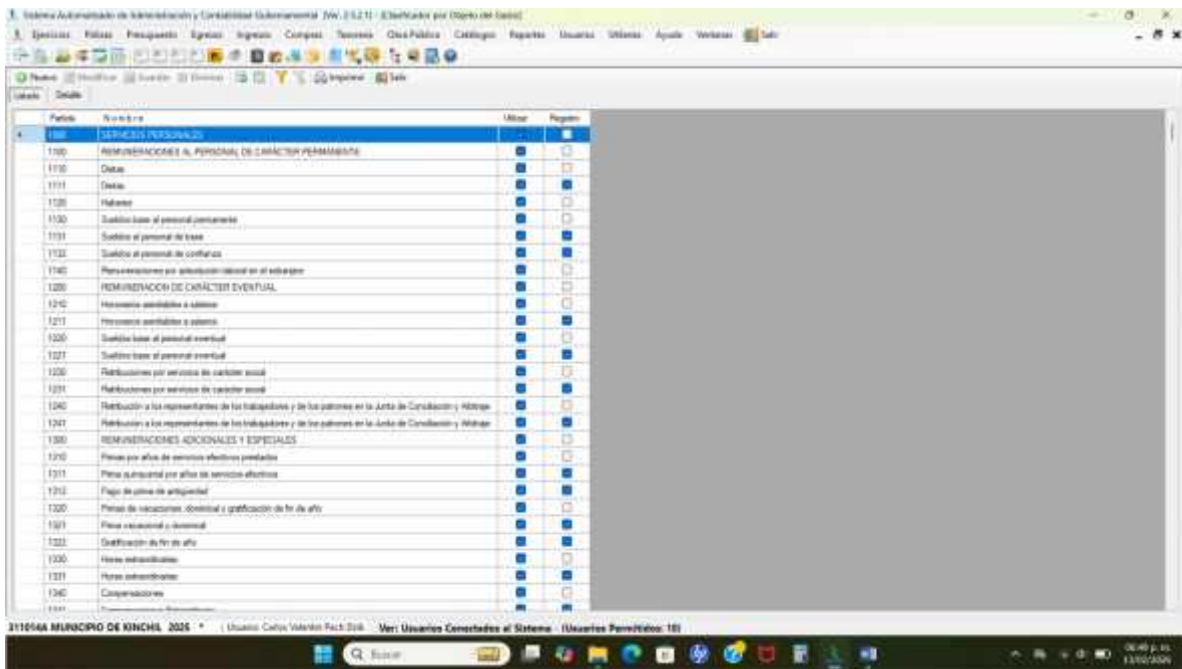 Sistema Automatizado de Administración y Contabilidad Gubernamental [Clasificador por Objeto del Gasto]
Ejercicios Pólizas Presupuesto Egresos Ingresos Compras Tesorería Obra Pública Catálogos Reportes Usuarios Utilerías Ayuda Ventanas Salir
Nuevo Modificar Guardar Eliminar Imprimir Salir
Listado Detalle
Partida Nombre Utilizar Registro
1000 SERVICIOS PERSONALES
1100 REMUNERACIONES AL PERSONAL DE CARÁCTER PERMANENTE
1110 Dietas
1111 Dietas
1120 Haberes
1130 Sueldos base al personal permanente
1131 Sueldos al personal de base
1132 Sueldos al personal de confianza
1140 Remuneraciones por adscripción laboral en el extranjero
1200 REMUNERACION DE CARÁCTER EVENTUAL
1210 Honorarios asimilables a salarios
1211 Honorarios asimilables a salarios
1220 Sueldos base al personal eventual
1221 Sueldos base al personal eventual
1230 Retribuciones por servicios de carácter social
1231 Retribuciones por servicios de carácter social
1240 Retribución a los representantes de los trabajadores y de los patrones en la Junta de Conciliación y Arbitraje
1241 Retribución a los representantes de los trabajadores y de los patrones en la Junta de Conciliación y Arbitraje
1300 REMUNERACIONES ADICIONALES Y ESPECIALES
1310 Primas por años de servicios efectivos prestados
1311 Prima quinquenal por años de servicios efectivos
1312 Pago de prima de antigüedad
1320 Primas de vacaciones, dominical y gratificación de fin de año
1321 Prima vacacional y dominical
1322 Gratificación de fin de año
1330 Horas extraordinarias
1331 Horas extraordinarias
1340 Compensaciones
311014A MUNICIPIO DE KINCHIL 2025 * Usuario: Carlos Valentin Pech Dzib Ver: Usuarios Conectados al Sistema (Usuarios Permitidos: 10)
Buscar
06:49 p. m.